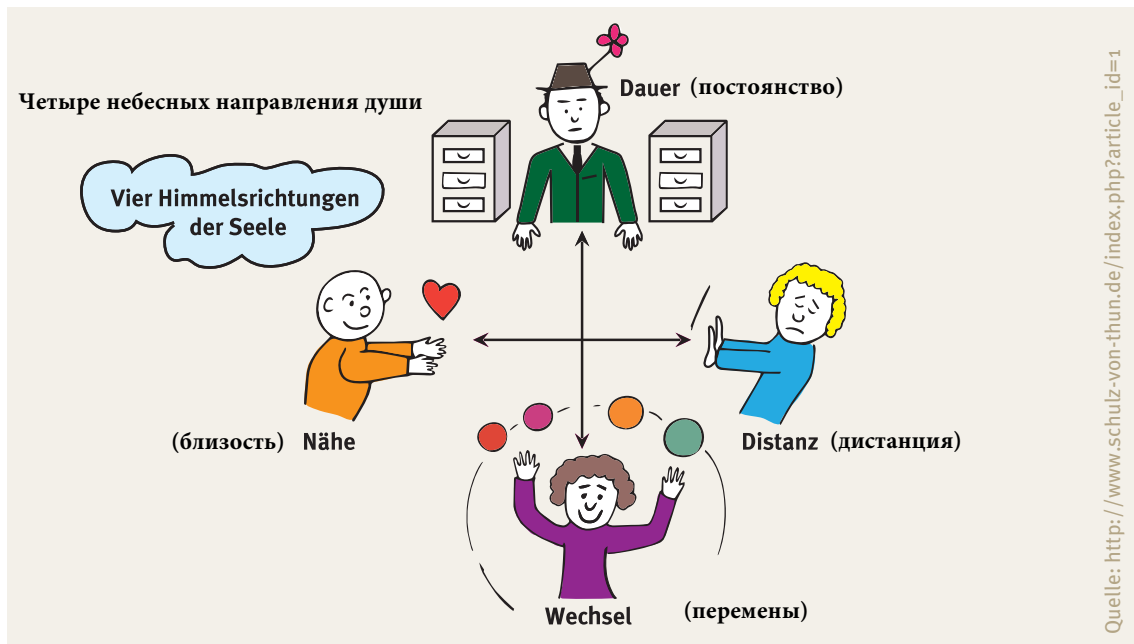 Dauer (постоянство)
Четыре небесных направления души
Vier Himmelsrichtungen
der Seele
(близость) Nähe
Distanz (дистанция)
Wechsel (перемены)
Quelle: http://www.schulz-von-thun.de/index.php?article_id=1